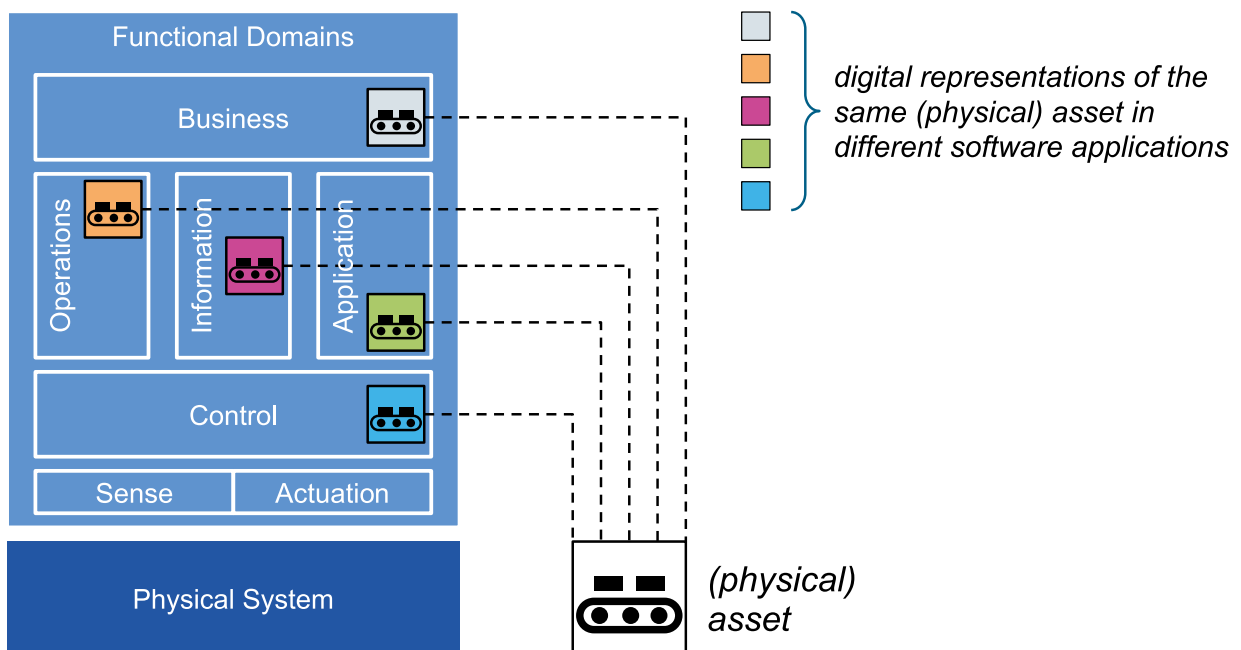 Functional Domains
Business
Operations
Information
Application
Control
Sense
Actuation
Physical System
digital representations of the
same (physical) asset in
different software applications
(physical)
asset